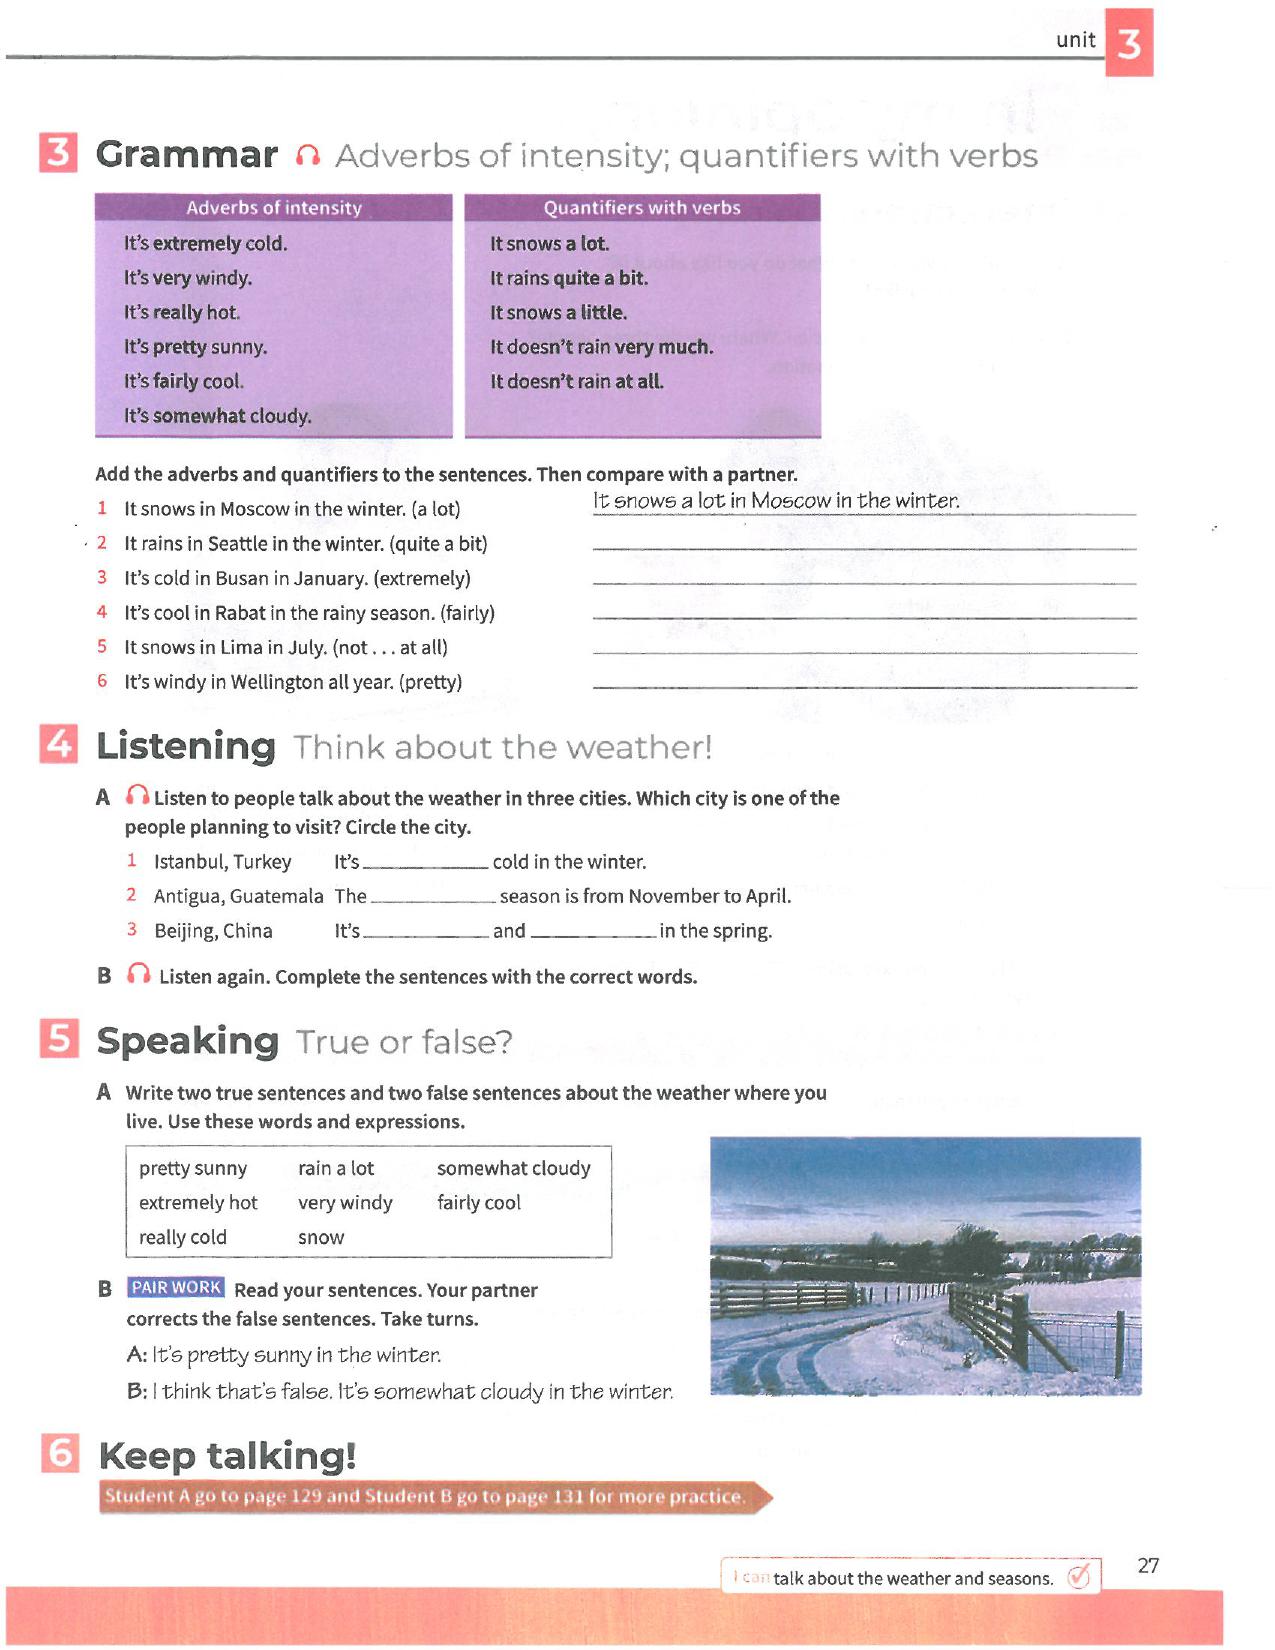 unit 3
3 Grammar Adverbs of intensity; quantifiers with verbs
Adverbs of intensity
It's extremely cold.
It's very windy.
It's really hot.
It's pretty sunny.
It's fairly cool.
It's somewhat cloudy.
Quantifiers with verbs
It snows a lot.
It rains quite a bit.
It snows a little.
It doesn't rain very much.
It doesn't rain at all.
Add the adverbs and quantifiers to the sentences. Then compare with a partner.
1 It snows in Moscow in the winter. (a lot) It snows a lot in Moscow in the winter.
2 It rains in Seattle in the winter. (quite a bit)
3 It's cold in Busan in January. (extremely)
4 It's cool in Rabat in the rainy season. (fairly)
5 It snows in Lima in July. (not . . . at all)
6 It's windy in Wellington all year. (pretty)
4 Listening Think about the weather!
A Listen to people talk about the weather in three cities. Which city is one of the
people planning to visit? Circle the city.
1 Istanbul, Turkey It's ____________ cold in the winter.
2 Antigua, Guatemala The ____________ season is from November to April.
3 Beijing, China It's ____________ and ____________ in the spring.
B Listen again. Complete the sentences with the correct words.
5 Speaking True or false?
A Write two true sentences and two false sentences about the weather where you
live. Use these words and expressions.
pretty sunny rain a lot somewhat cloudy
extremely hot very windy fairly cool
really cold snow
B PAIR WORK Read your sentences. Your partner
corrects the false sentences. Take turns.
A: It's pretty sunny in the winter.
B: I think that's false. It's somewhat cloudy in the winter.
6 Keep talking!
Student A go to page 129 and Student B go to page 131 for more practice.
I can talk about the weather and seasons.
27